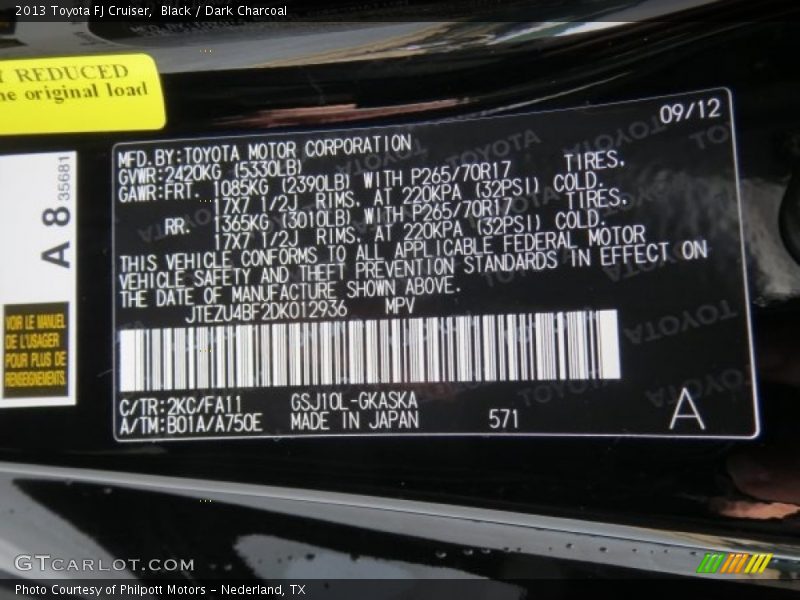 2013 Toyota FJ Cruiser, Black / Dark Charcoal
REDUCED
original load
A 8
35681
VOIR LE MANUEL
DE L'USAGER
POUR PLUS DE
RENSEIGNEMENTS.
09/12
MFD.BY:TOYOTA MOTOR CORPORATION
GVWR:2420KG (5330LB)
GAWR:FRT. 1085KG (2390LB) WITH P265/70R17 TIRES,
17X7 1/2J RIMS, AT 220KPA (32PSI) COLD.
RR. 1365KG (3010LB) WITH P265/70R17 TIRES,
17X7 1/2J RIMS, AT 220KPA (32PSI) COLD.
THIS VEHICLE CONFORMS TO ALL APPLICABLE FEDERAL MOTOR
VEHICLE SAFETY AND THEFT PREVENTION STANDARDS IN EFFECT ON
THE DATE OF MANUFACTURE SHOWN ABOVE.
JTEZU4BF2DK012936 MPV
C/TR:2KC/FA11 GSJ10L-GKASKA
A/TM:B01A/A750E MADE IN JAPAN 571
A
GTCARLOT.COM
Photo Courtesy of Philpott Motors - Nederland, TX